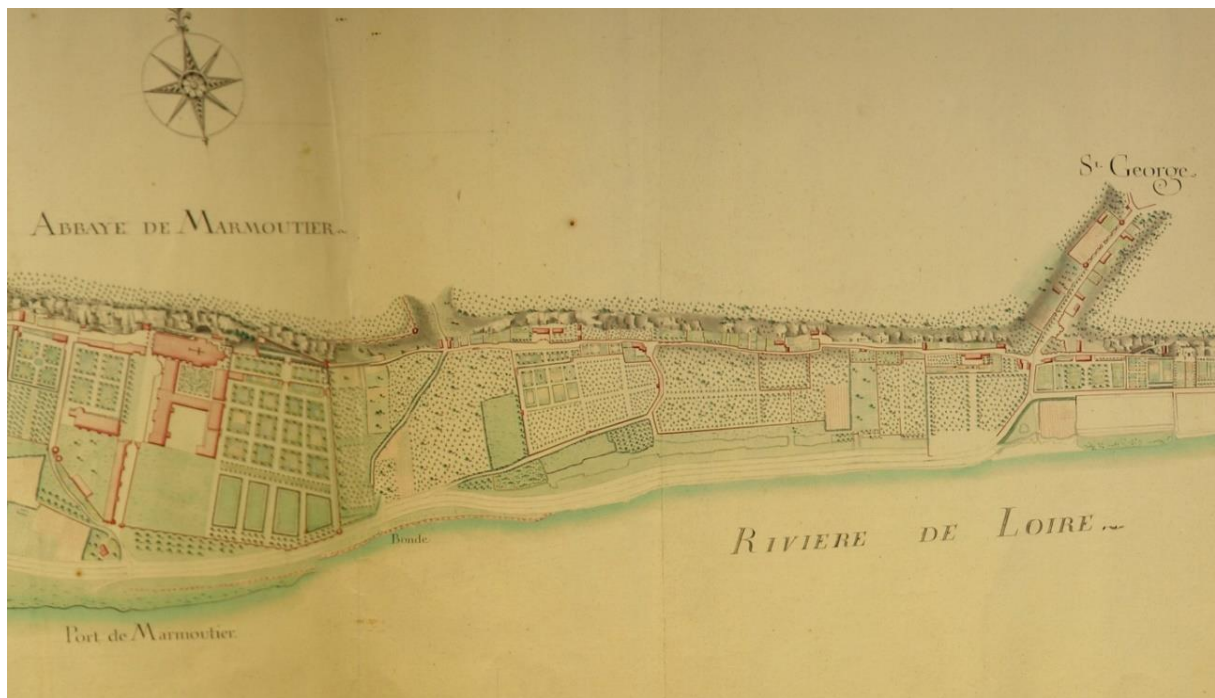 St. George
ABBAYE DE MARMOUTIER
RIVIERE DE LOIRE
Bonde
Port de Marmoutier